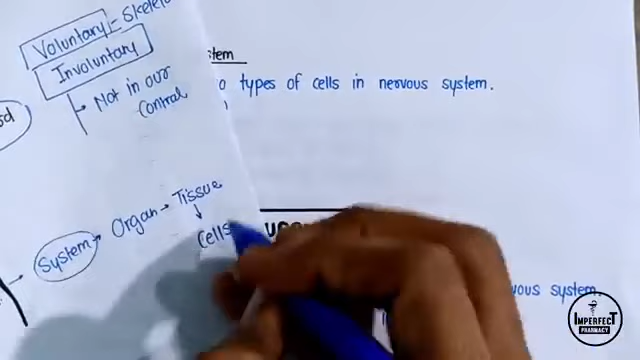 Voluntary = Skelet
Involuntary
Not in our
Control
System → Organ → Tissue
Cells
stem
o types of cells in nervous system.
vous system.
IMPERFECT
PHARMACY